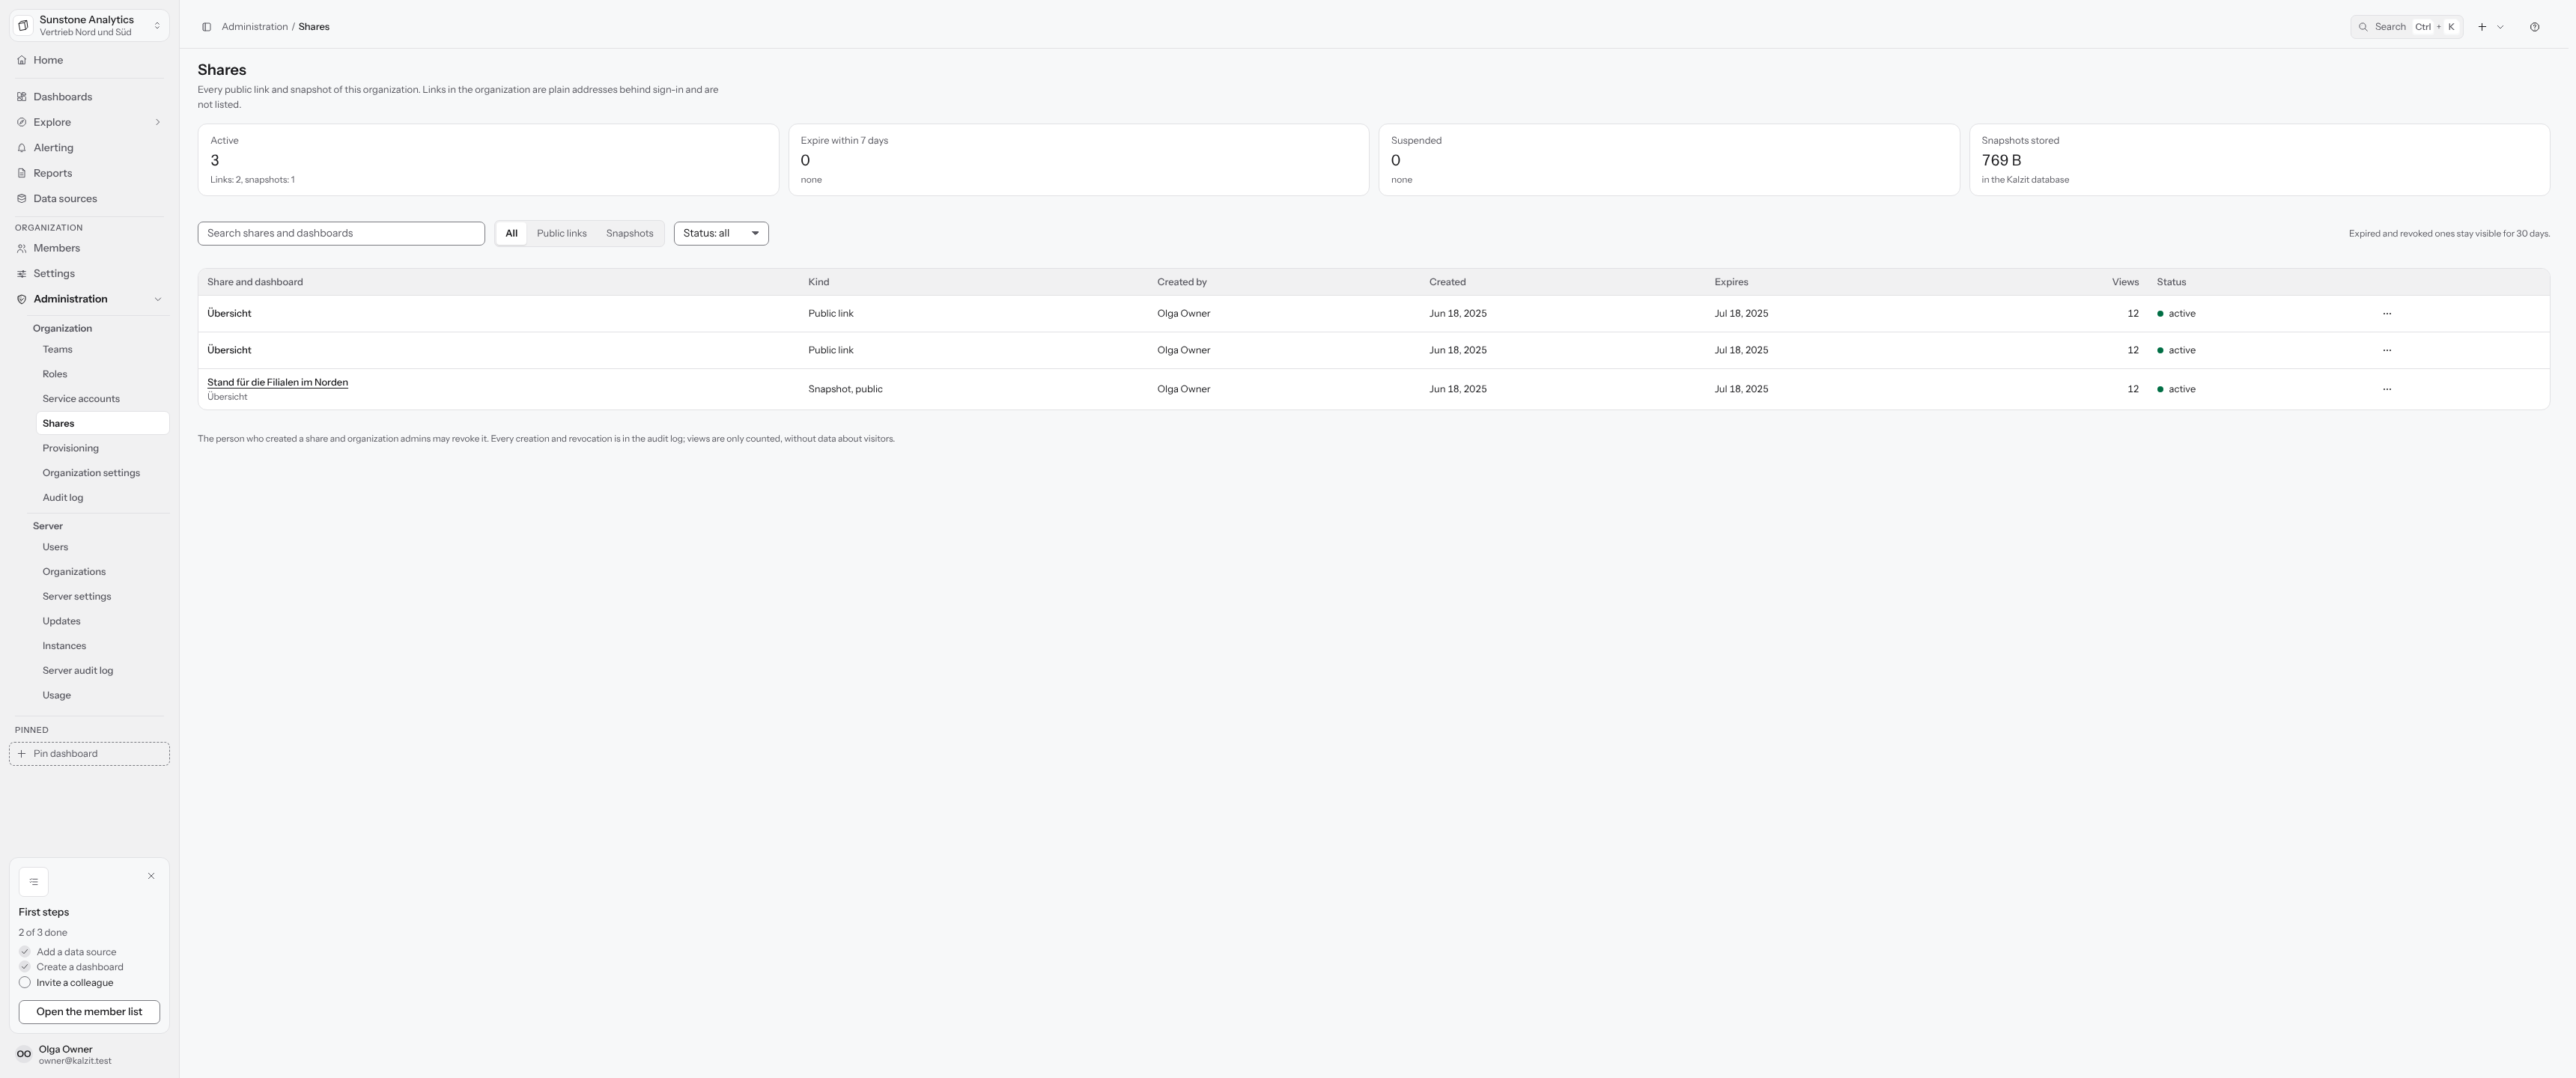 Sunstone Analytics
Vertrieb Nord und Süd
Home
Dashboards
Explore
Alerting
Reports
Data sources
ORGANIZATION
Members
Settings
Administration
Organization
Teams
Roles
Service accounts
Shares
Provisioning
Organization settings
Audit log
Server
Users
Organizations
Server settings
Updates
Instances
Server audit log
Usage
PINNED
Pin dashboard
First steps
2 of 3 done
Add a data source
Create a dashboard
Invite a colleague
Open the member list
OO
Olga Owner
owner@kalzit.test
Administration / Shares
Search Ctrl + K
Shares
Every public link and snapshot of this organization. Links in the organization are plain addresses behind sign-in and are
not listed.
Active
3
Links: 2, snapshots: 1
Expire within 7 days
0
none
Suspended
0
none
Snapshots stored
769 B
in the Kalzit database
Search shares and dashboards
All Public links Snapshots
Status: all
Expired and revoked ones stay visible for 30 days.
Share and dashboard Kind Created by Created Expires Views Status
Übersicht Public link Olga Owner Jun 18, 2025 Jul 18, 2025 12 active
Übersicht Public link Olga Owner Jun 18, 2025 Jul 18, 2025 12 active
Stand für die Filialen im Norden Snapshot, public Olga Owner Jun 18, 2025 Jul 18, 2025 12 active
Übersicht
The person who created a share and organization admins may revoke it. Every creation and revocation is in the audit log; views are only counted, without data about visitors.